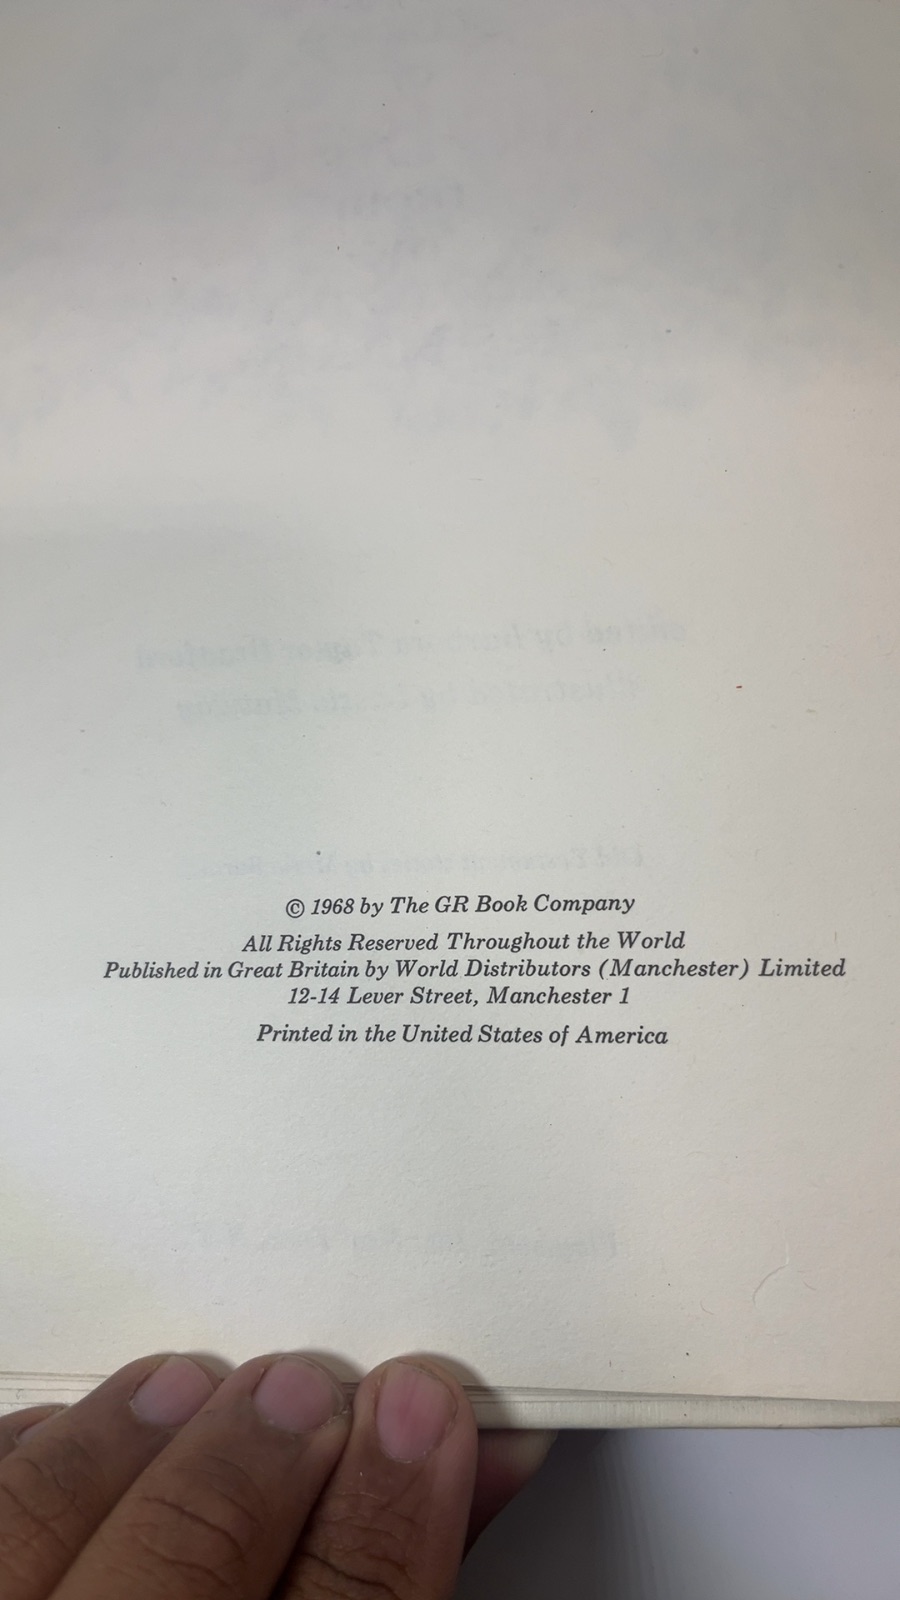 © 1968 by The GR Book Company
All Rights Reserved Throughout the World
Published in Great Britain by World Distributors (Manchester) Limited
12-14 Lever Street, Manchester 1
Printed in the United States of America